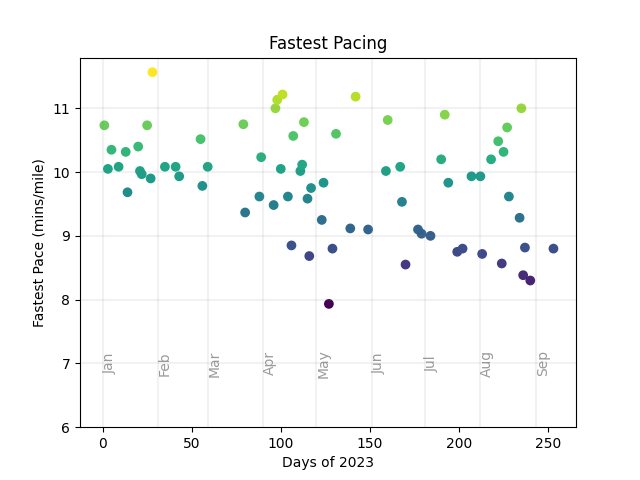 Fastest Pacing
Fastest Pace (mins/mile)
11
10
9
8
7
6
Jan
Feb
Mar
Apr
May
Jun
Jul
Aug
Sep
0
50
100
150
200
250
Days of 2023